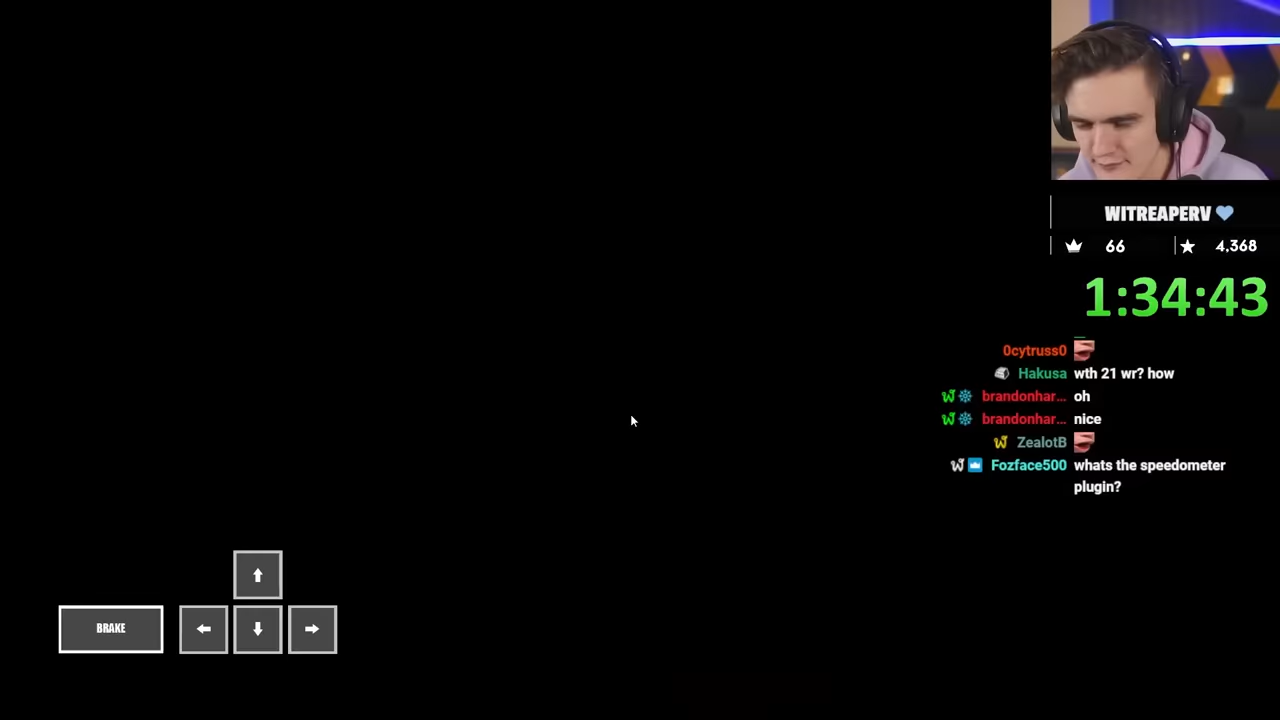 WITREAPERV
66 4,368
1:34:43
0cytruss0
Hakusa wth 21 wr? how
brandonhar... oh
brandonhar... nice
ZealotB
Fozface500 whats the speedometer
plugin?
BRAKE